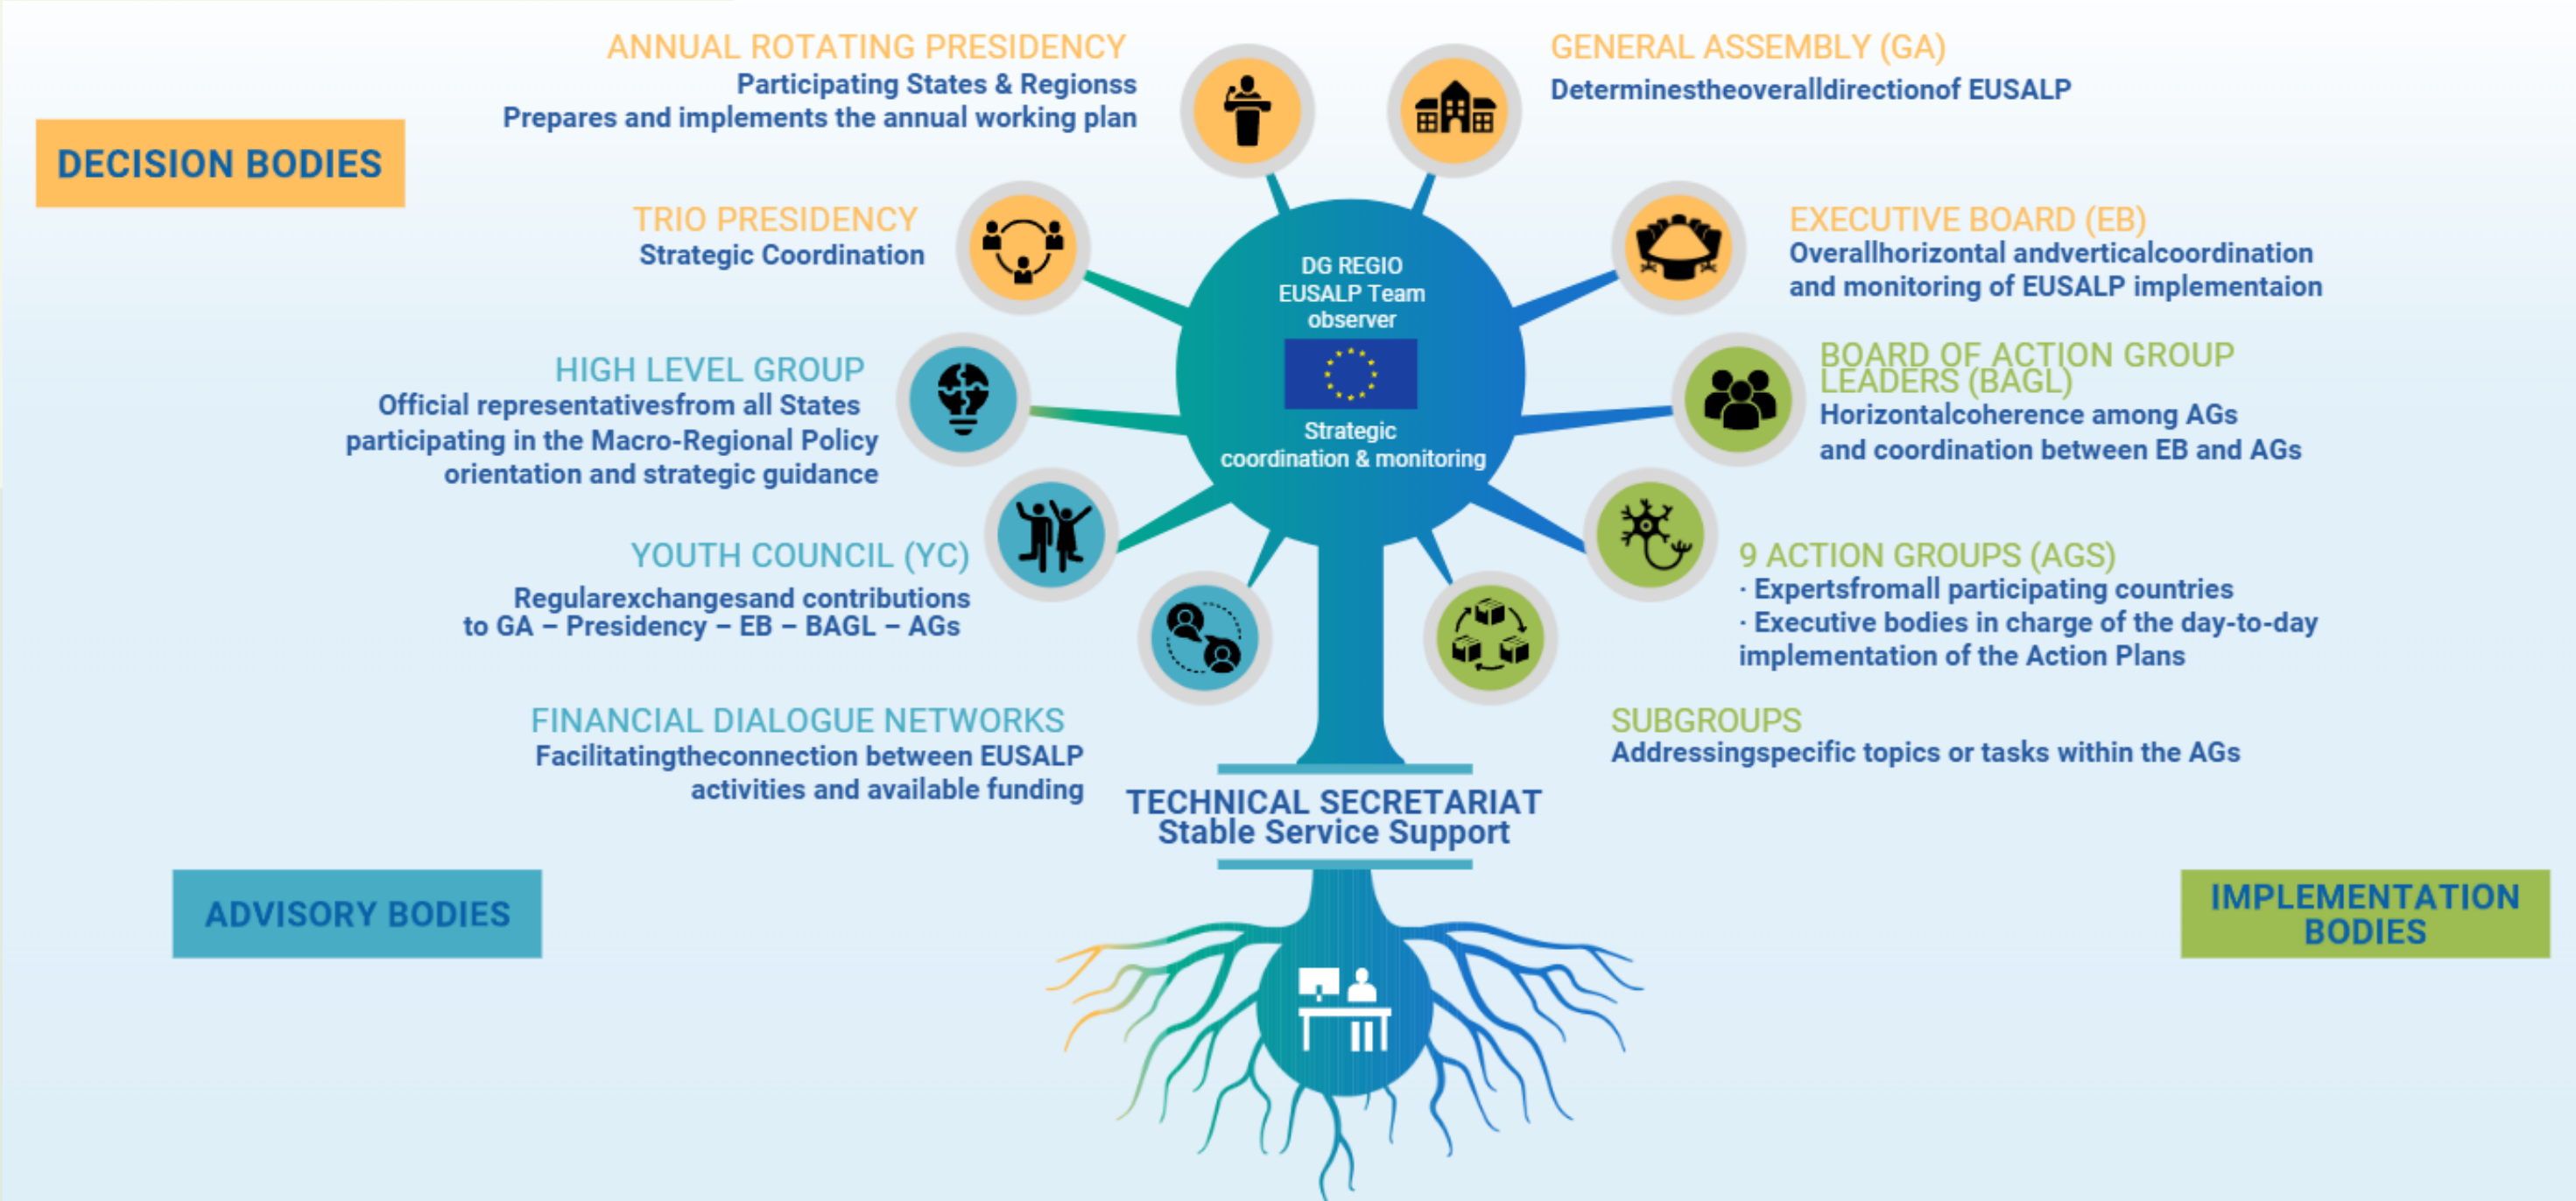 ANNUAL ROTATING PRESIDENCY
Participating States & Regionss
Prepares and implements the annual working plan
GENERAL ASSEMBLY (GA)
Determinestheoveralldirectionof EUSALP
DECISION BODIES
TRIO PRESIDENCY
Strategic Coordination
EXECUTIVE BOARD (EB)
Overallhorizontal andverticalcoordination
and monitoring of EUSALP implementaion
DG REGIO
EUSALP Team
observer
Strategic
coordination & monitoring
HIGH LEVEL GROUP
Official representativesfrom all States
participating in the Macro-Regional Policy
orientation and strategic guidance
BOARD OF ACTION GROUP
LEADERS (BAGL)
Horizontalcoherence among AGs
and coordination between EB and AGs
YOUTH COUNCIL (YC)
Regularexchangesand contributions
to GA – Presidency – EB – BAGL – AGs
9 ACTION GROUPS (AGS)
· Expertsfromall participating countries
· Executive bodies in charge of the day-to-day
implementation of the Action Plans
FINANCIAL DIALOGUE NETWORKS
Facilitatingtheconnection between EUSALP
activities and available funding
SUBGROUPS
Addressingspecific topics or tasks within the AGs
TECHNICAL SECRETARIAT
Stable Service Support
ADVISORY BODIES
IMPLEMENTATION
BODIES